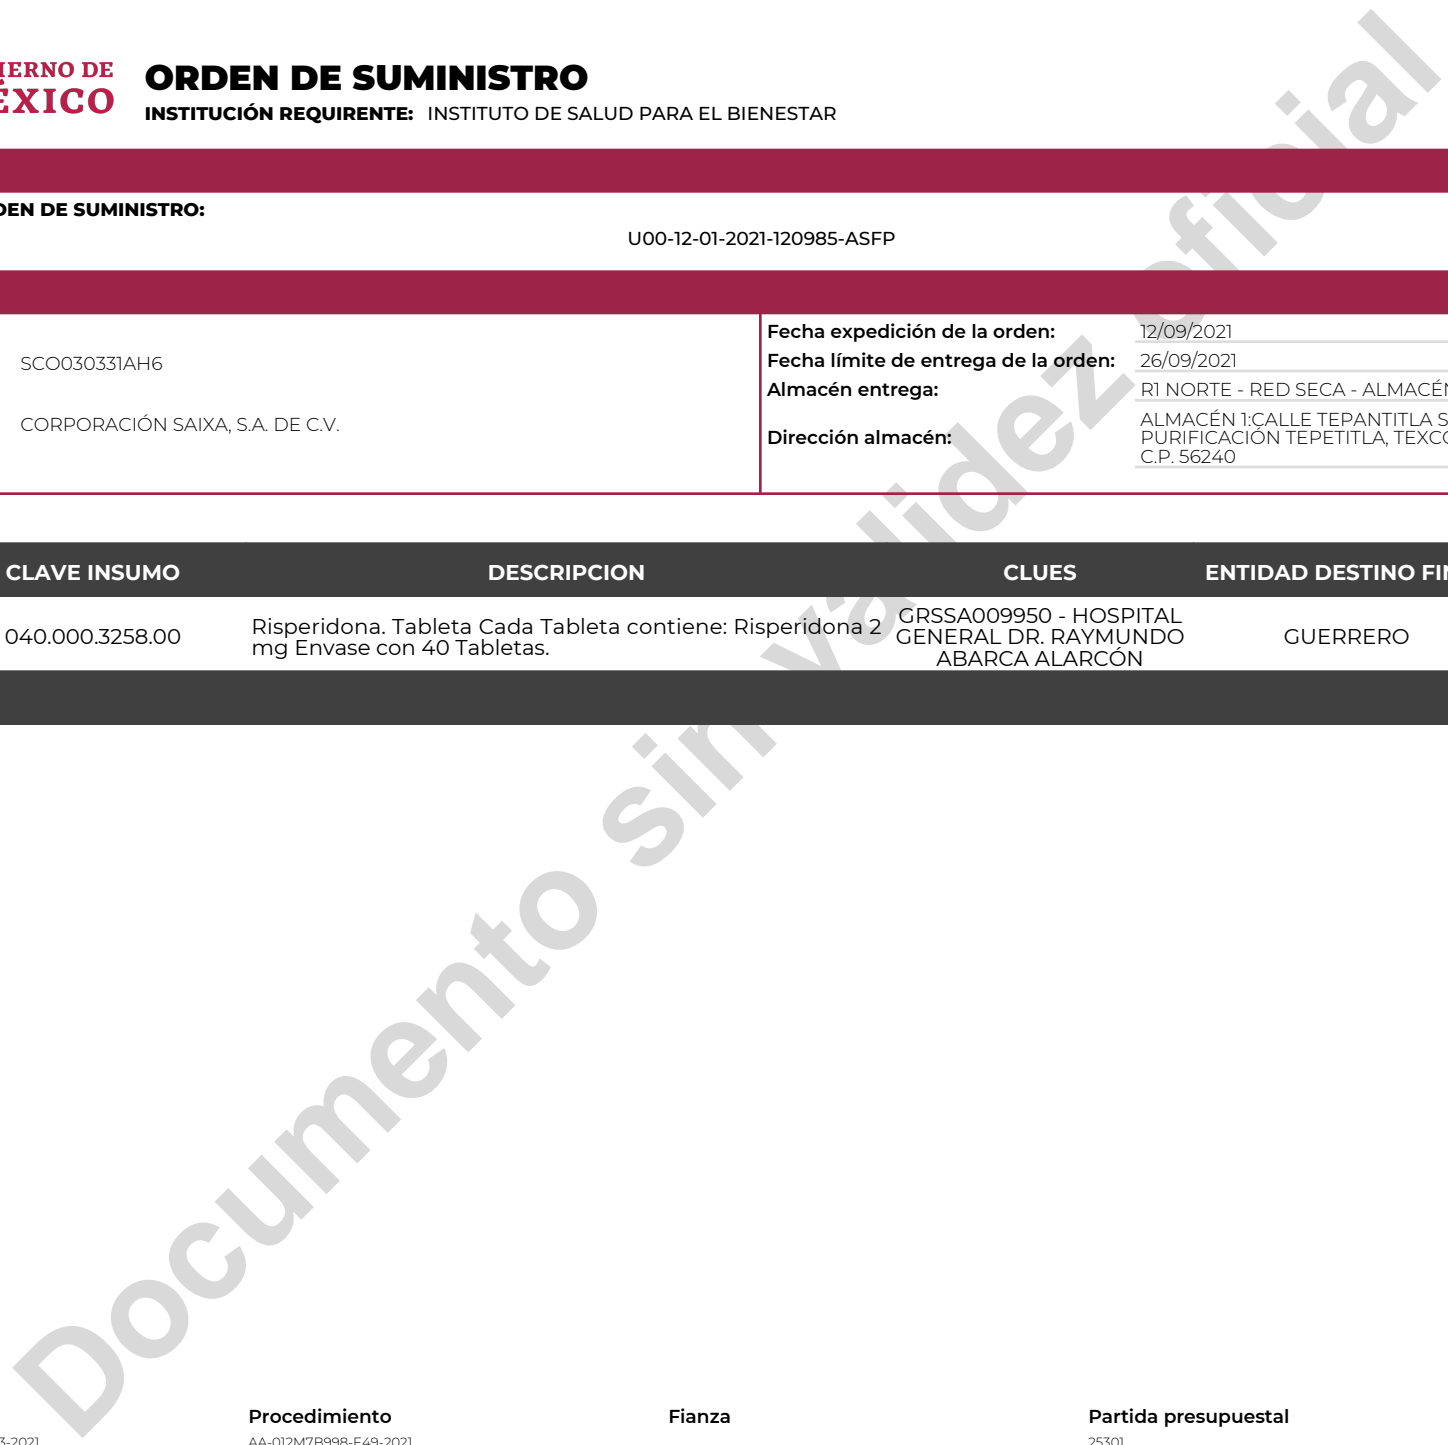 IERNO DE
ÉXICO
ORDEN DE SUMINISTRO
INSTITUCIÓN REQUIRENTE: INSTITUTO DE SALUD PARA EL BIENESTAR
DEN DE SUMINISTRO:
U00-12-01-2021-120985-ASFP
SCO030331AH6
CORPORACIÓN SAIXA, S.A. DE C.V.
Fecha expedición de la orden: 12/09/2021
Fecha límite de entrega de la orden: 26/09/2021
Almacén entrega: R1 NORTE - RED SECA - ALMACÉN
Dirección almacén:
ALMACÉN 1:CALLE TEPANTITLA S
PURIFICACIÓN TEPETITLA, TEXCO
C.P. 56240
CLAVE INSUMO DESCRIPCION CLUES ENTIDAD DESTINO FIN
040.000.3258.00
Risperidona. Tableta Cada Tableta contiene: Risperidona 2
mg Envase con 40 Tabletas.
GRSSA009950 - HOSPITAL
GENERAL DR. RAYMUNDO
ABARCA ALARCÓN
GUERRERO
Documento sin validez oficial
Procedimiento Fianza Partida presupuestal
3-2021 AA-012M7B998-E49-2021 25301